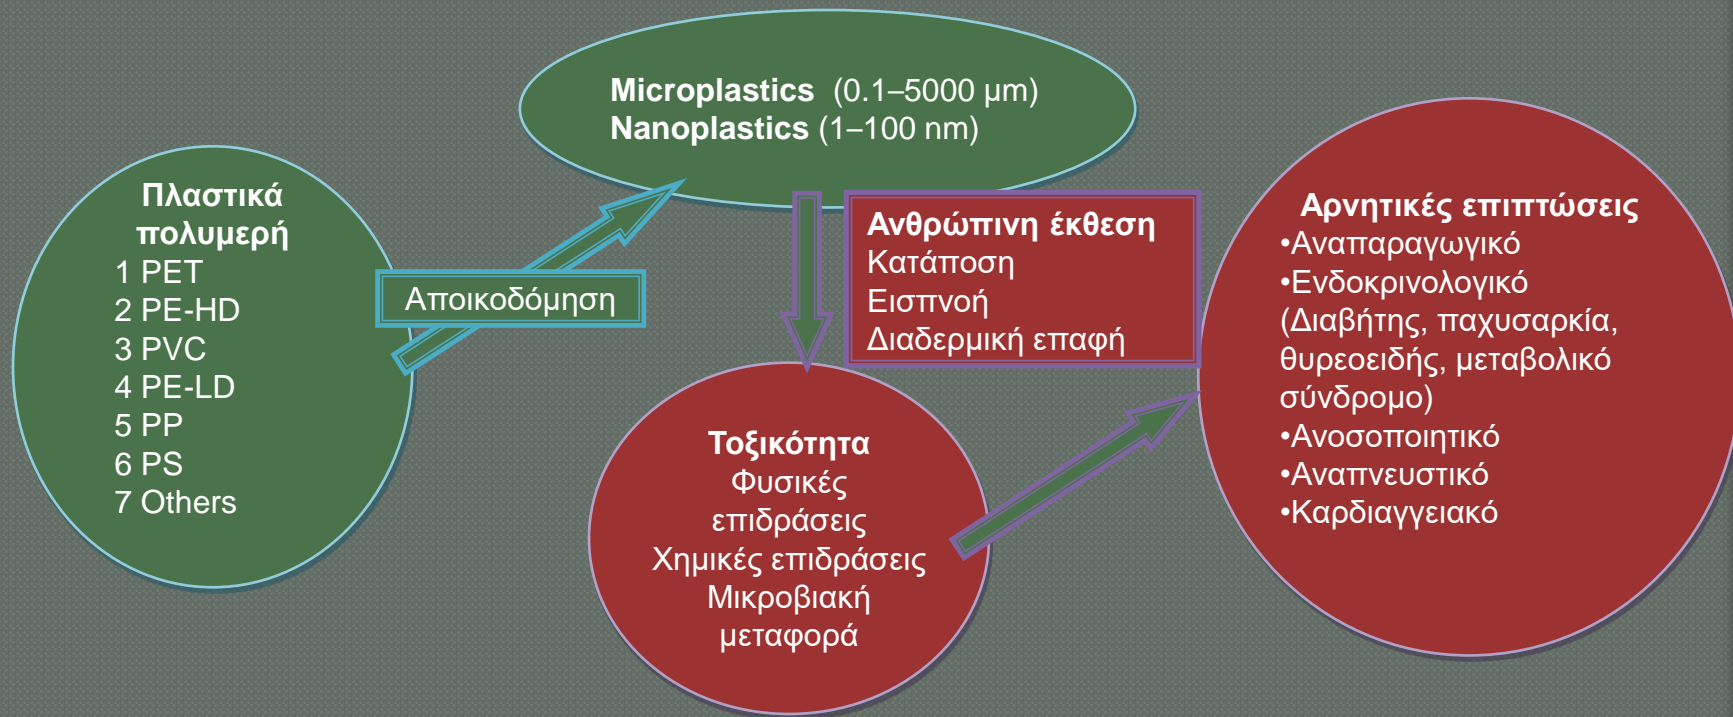 Microplastics (0.1–5000 μm)
Nanoplastics (1–100 nm)
Πλαστικά
πολυμερή
1 PET
2 PE-HD
3 PVC
4 PE-LD
5 PP
6 PS
7 Others
Αποικοδόμηση
Ανθρώπινη έκθεση
Κατάποση
Εισπνοή
Διαδερμική επαφή
Τοξικότητα
Φυσικές
επιδράσεις
Χημικές επιδράσεις
Μικροβιακή
μεταφορά
Αρνητικές επιπτώσεις
•Αναπαραγωγικό
•Ενδοκρινολογικό
(Διαβήτης, παχυσαρκία,
θυρεοειδής, μεταβολικό
σύνδρομο)
•Ανοσοποιητικό
•Αναπνευστικό
•Καρδιαγγειακό